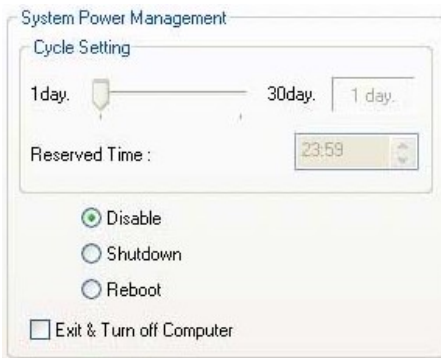 System Power Management
Cycle Setting
1day. 30day. 1 day.
Reserved Time : 23:59
Disable
Shutdown
Reboot
Exit & Turn off Computer